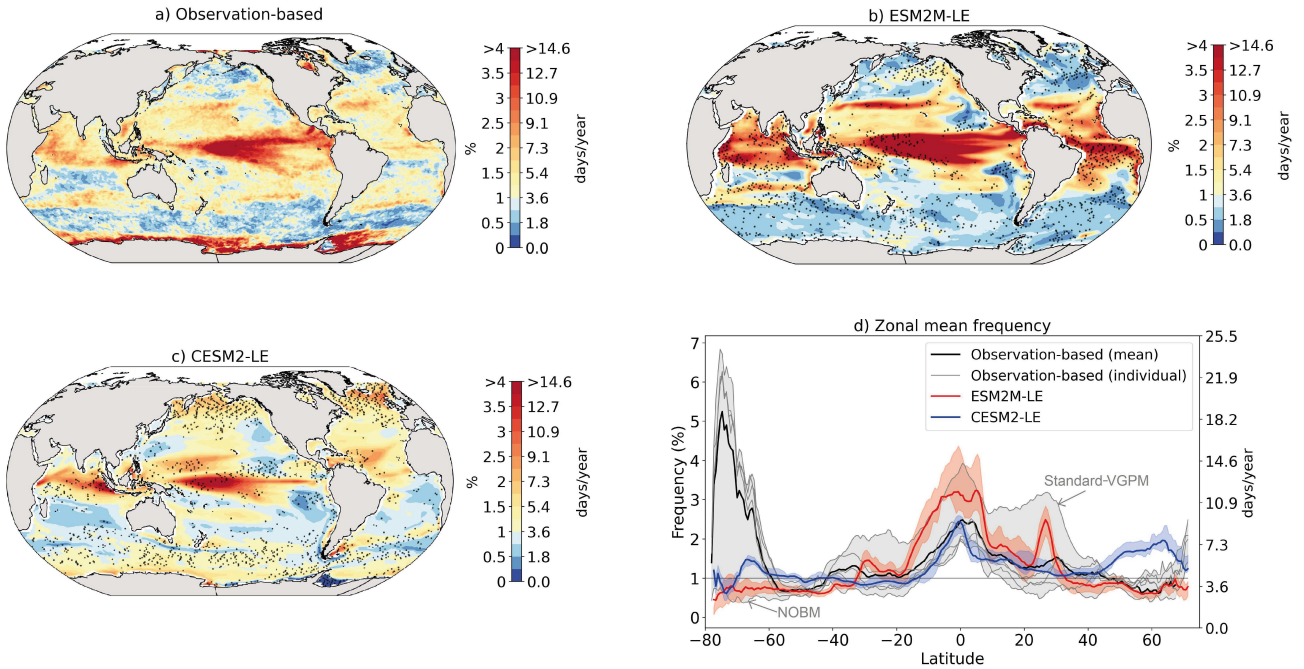 a) Observation-based
>4 >14.6
3.5 12.7
3 10.9
2.5 9.1
2 7.3
1.5 5.4
1 3.6
0.5 1.8
0 0.0
%
days/year
b) ESM2M-LE
>4 >14.6
3.5 12.7
3 10.9
2.5 9.1
2 7.3
1.5 5.4
1 3.6
0.5 1.8
0 0.0
%
days/year
c) CESM2-LE
>4 >14.6
3.5 12.7
3 10.9
2.5 9.1
2 7.3
1.5 5.4
1 3.6
0.5 1.8
0 0.0
%
days/year
d) Zonal mean frequency
Observation-based (mean)
Observation-based (individual)
ESM2M-LE
CESM2-LE
Standard-VGPM
NOBM
Frequency (%)
7
6
5
4
3
2
1
0
25.5
21.9
18.2
14.6
10.9
7.3
3.6
0.0
days/year
−80 −60 −40 −20 0 20 40 60
Latitude